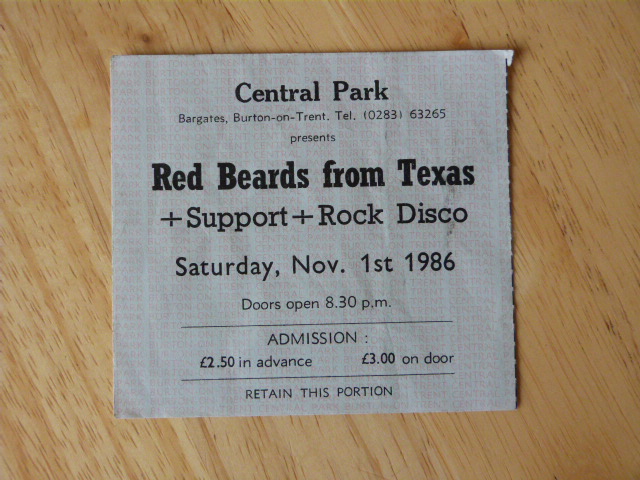 Central Park
Bargates, Burton-on-Trent. Tel. (0283) 63265
presents
Red Beards from Texas
+Support+Rock Disco
Saturday, Nov. 1st 1986
Doors open 8.30 p.m.
ADMISSION :
£2.50 in advance £3.00 on door
RETAIN THIS PORTION